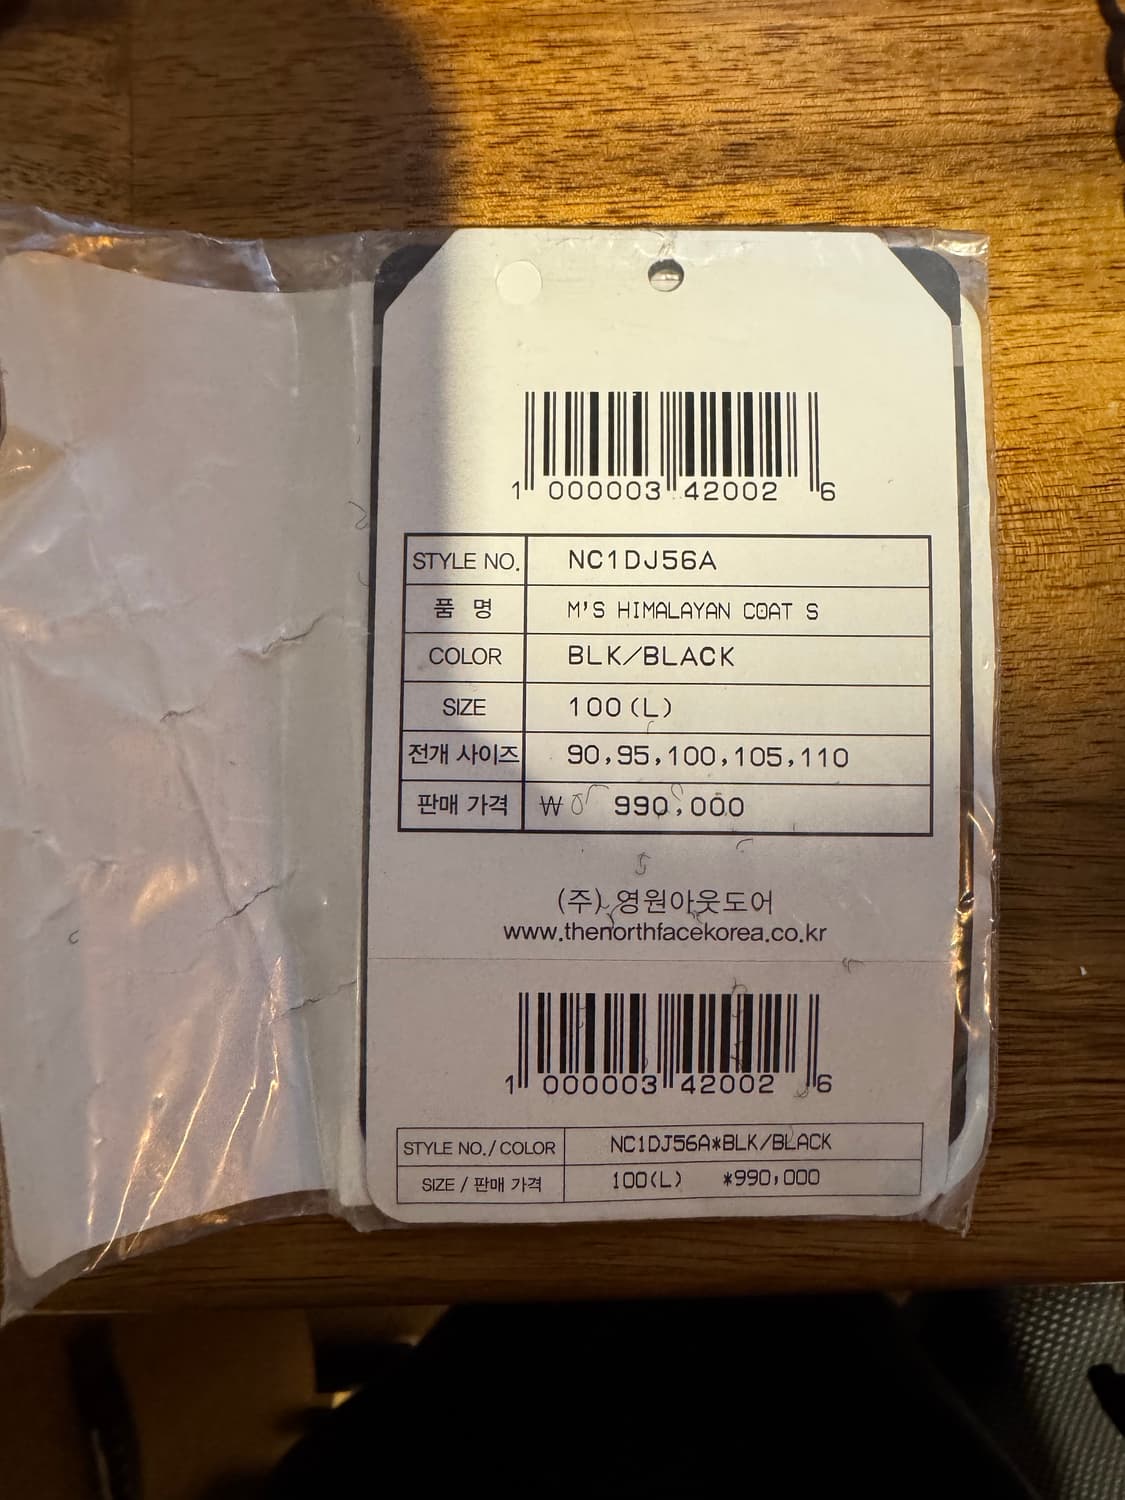 1 000003 42002 6
STYLE NO. NC1DJ56A
품 명 M'S HIMALAYAN COAT S
COLOR BLK/BLACK
SIZE 100(L)
전개 사이즈 90,95,100,105,110
판매 가격 ₩ 990,000
(주) 영원아웃도어
www.thenorthfacekorea.co.kr
1 000003 42002 6
STYLE NO./COLOR NC1DJ56A*BLK/BLACK
SIZE / 판매 가격 100(L) *990,000